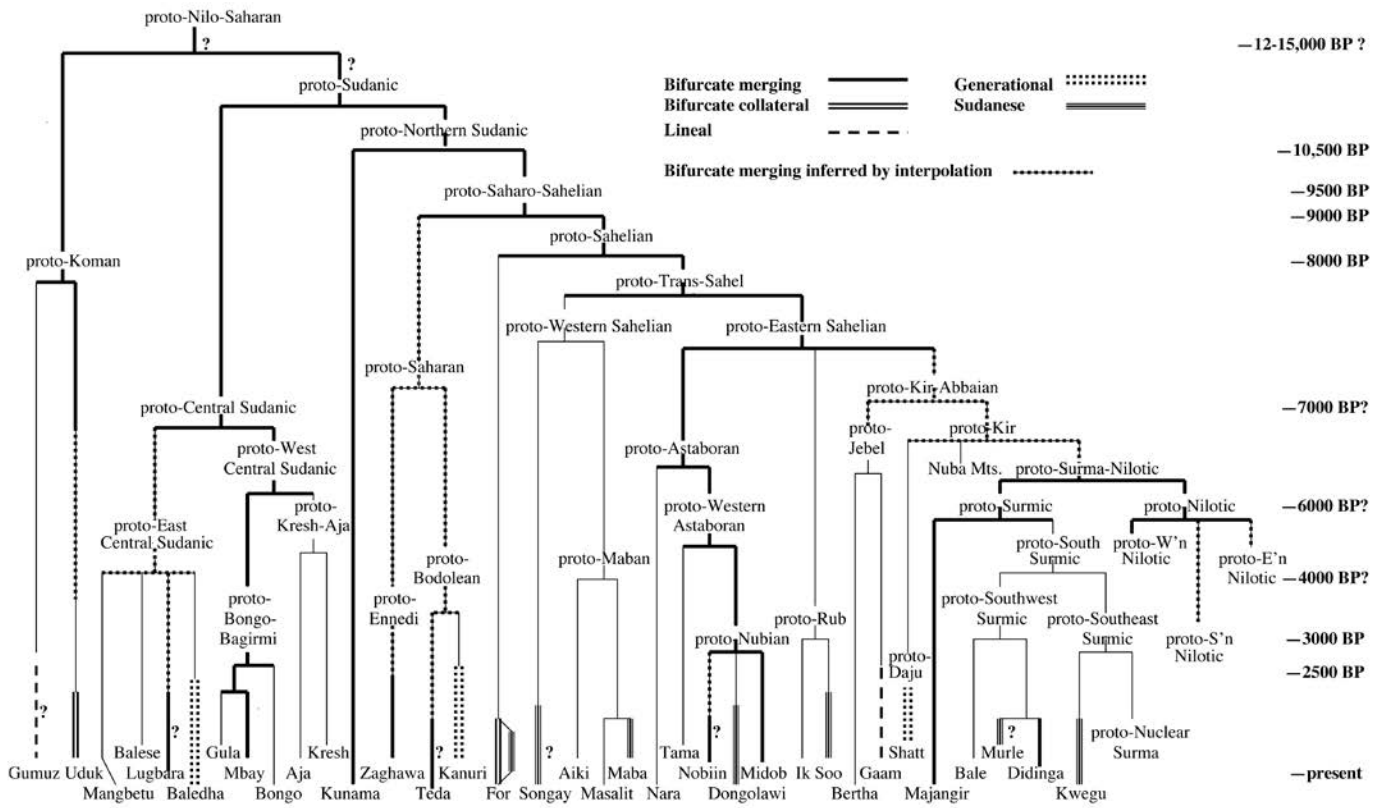 proto-Nilo-Saharan
?
—12-15,000 BP ?
?
proto-Sudanic
Bifurcate merging
Generational
Bifurcate collateral
Sudanese
Lineal
proto-Northern Sudanic
—10,500 BP
Bifurcate merging inferred by interpolation
proto-Saharo-Sahelian
—9500 BP
—9000 BP
proto-Sahelian
proto-Koman
—8000 BP
proto-Trans-Sahel
proto-Western Sahelian
proto-Eastern Sahelian
proto-Saharan
proto-Kir-Abbaian
proto-Central Sudanic
—7000 BP?
proto-
Jebel
proto-Kir
proto-West
Central Sudanic
proto-Astaboran
Nuba Mts.
proto-Surma-Nilotic
proto-
Kresh-Aja
proto-Western
Astaboran
proto-Surmic
proto-Nilotic
—6000 BP?
proto-East
Central Sudanic
proto-South
Surmic
proto-W'n
Nilotic
proto-E'n
Nilotic
proto-
Bodolean
proto-Maban
—4000 BP?
proto-
Bongo-
Bagirmi
proto-
Ennedi
proto-Southwest
Surmic
proto-Southeast
Surmic
proto-Rub
proto-Nubian
proto-S'n
Nilotic
—3000 BP
proto-
Daju
—2500 BP
?
?
?
?
?
?
proto-Nuclear
Surma
Balese
Gula
Kresh
Tama
Shatt
Murle
Gumuz
Uduk
Lugbara
Mbay
Aja
Zaghawa
Kanuri
Aiki
Maba
Nobiin
Midob
Ik
Soo
Gaam
Bale
Didinga
—present
Mangbetu
Baledha
Bongo
Kunama
Teda
For
Songay
Masalit
Nara
Dongolawi
Bertha
Majangir
Kwegu